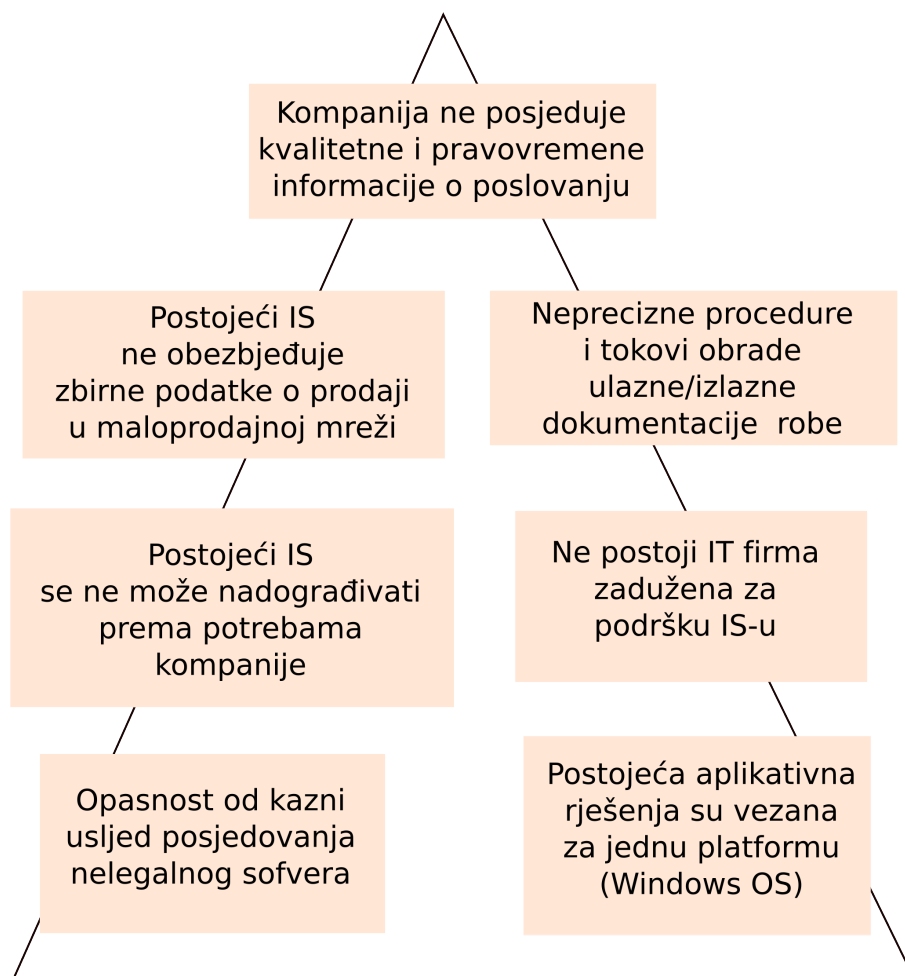 Kompanija ne posjeduje
kvalitetne i pravovremene
informacije o poslovanju
Postojeći IS
ne obezbjeđuje
zbirne podatke o prodaji
u maloprodajnoj mreži
Neprecizne procedure
i tokovi obrade
ulazne/izlazne
dokumentacije  robe
Postojeći IS
se ne može nadograđivati
prema potrebama
kompanije
Ne postoji IT firma
zadužena za
podršku IS-u
Opasnost od kazni
usljed posjedovanja
nelegalnog sofvera
Postojeća aplikativna
rješenja su vezana
za jednu platformu
(Windows OS)